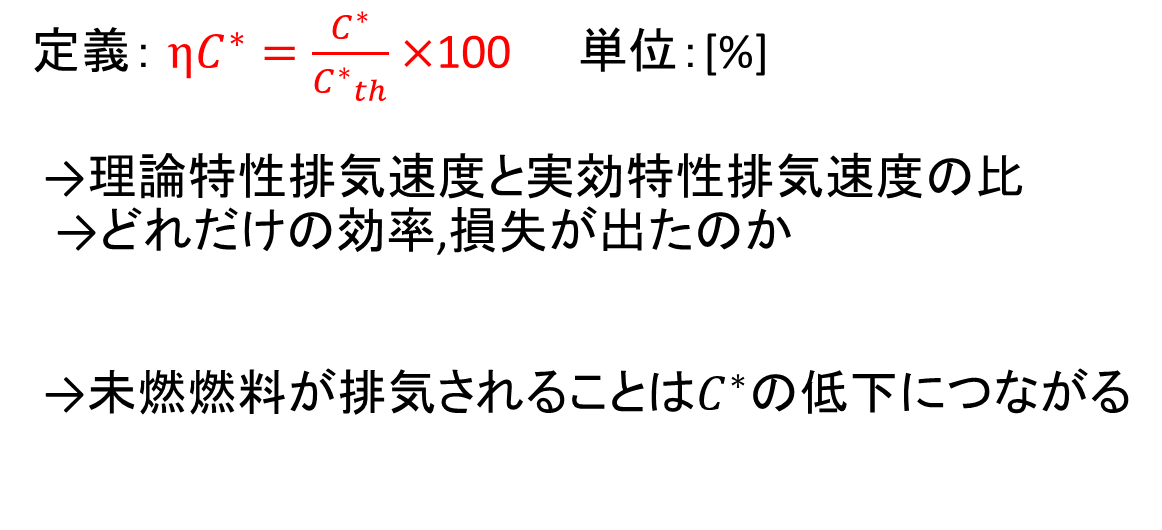 定義： ηC* = C*/C*th ×100 単位：[%]
→理論特性排気速度と実効特性排気速度の比
→どれだけの効率,損失が出たのか
→未燃燃料が排気されることはC*の低下につながる